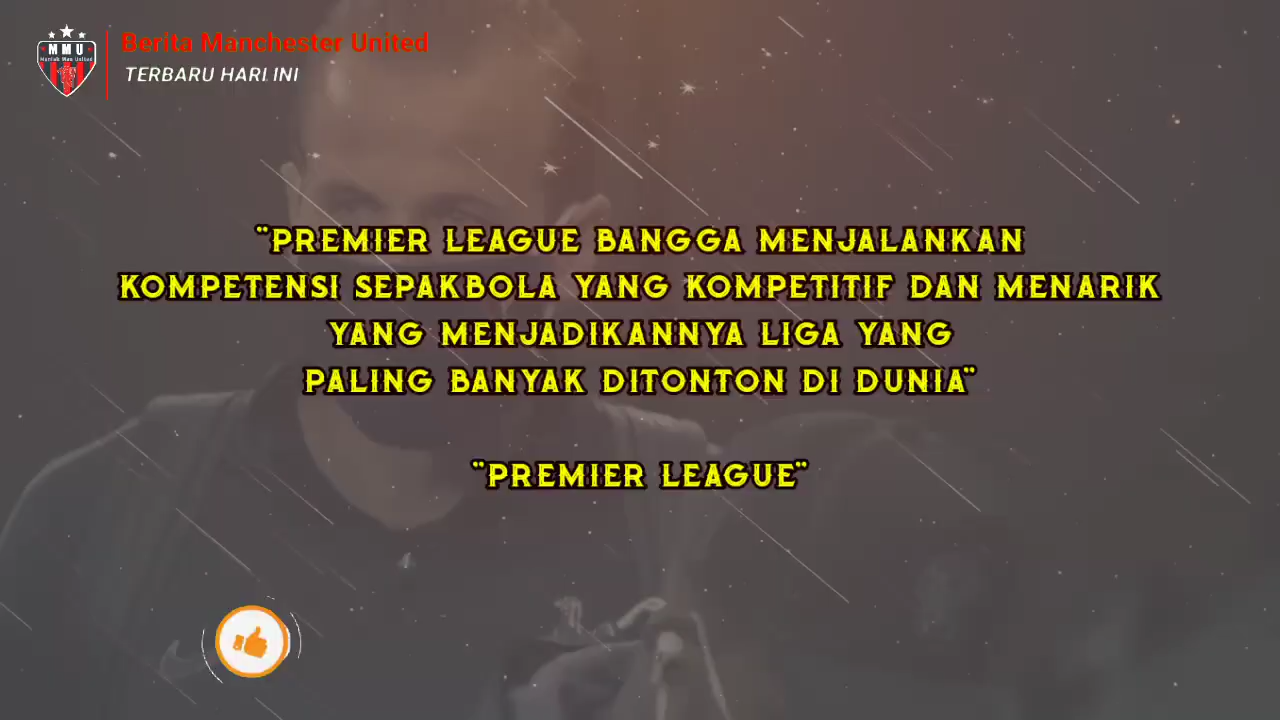 MMU
Berita Manchester United
TERBARU HARI INI
"PREMIER LEAGUE BANGGA MENJALANKAN
KOMPETENSI SEPAKBOLA YANG KOMPETITIF DAN MENARIK
YANG MENJADIKANNYA LIGA YANG
PALING BANYAK DITONTON DI DUNIA"
"PREMIER LEAGUE"